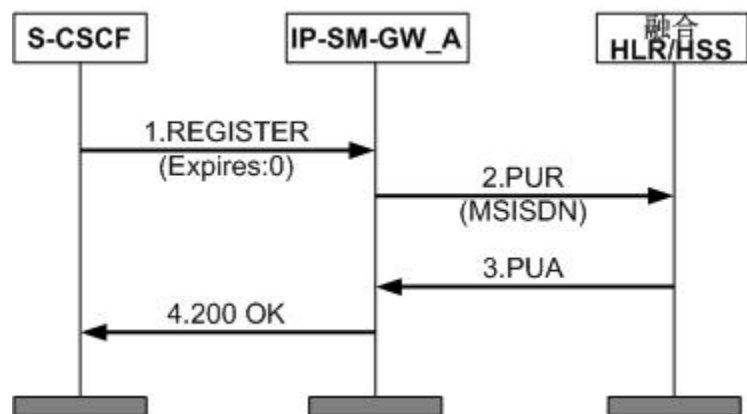 S-CSCF
IP-SM-GW_A
融合
HLR/HSS
1.REGISTER
(Expires:0)
2.PUR
(MSISDN)
3.PUA
4.200 OK